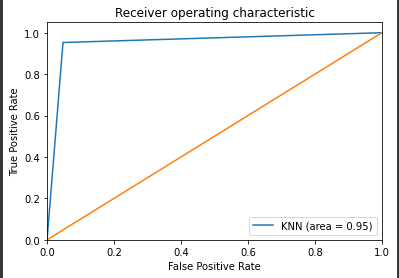 Receiver operating characteristic
1.0
0.8
0.6
0.4
0.2
0.0
True Positive Rate
KNN (area = 0.95)
0.0 0.2 0.4 0.6 0.8 1.0
False Positive Rate